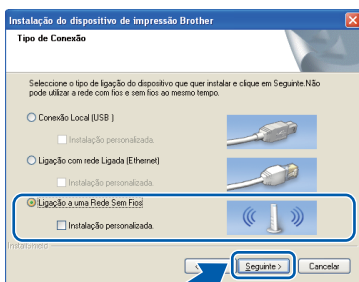 Instalação do dispositivo de impressão Brother
Tipo de Conexão
Seleccione o tipo de ligação do dispositivo que quer instalar e clique em Seguinte.Não
pode utilizar a rede com fios e sem fios ao mesmo tempo.
Conexão Local (USB )
Instalação personalizada.
Ligação com rede Ligada (Ethernet)
Instalação personalizada.
Ligação a uma Rede Sem Fios
Instalação personalizada.
InstallShield
Seguinte > Cancelar